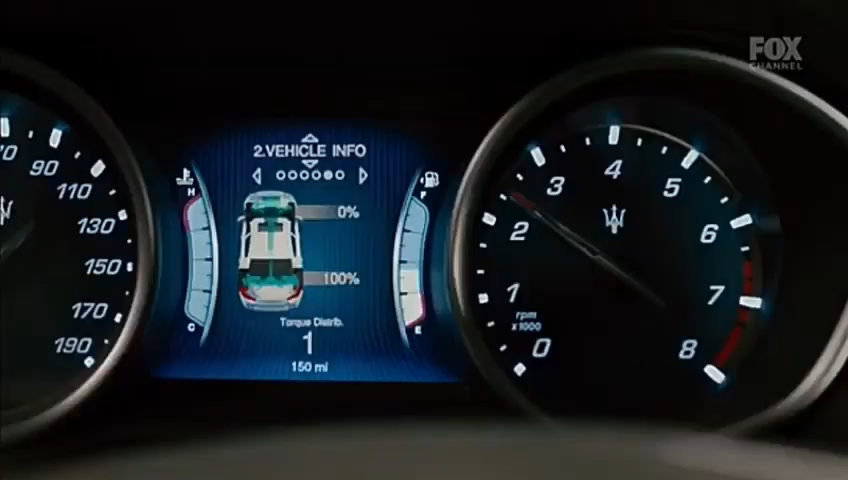 FOX
CHANNEL
70
90
110
130
150
170
190
2.VEHICLE INFO
H
F
0%
100%
C
E
Torque Distrib.
1
150 mi
0
1
2
3
4
5
6
7
8
rpm
x1000